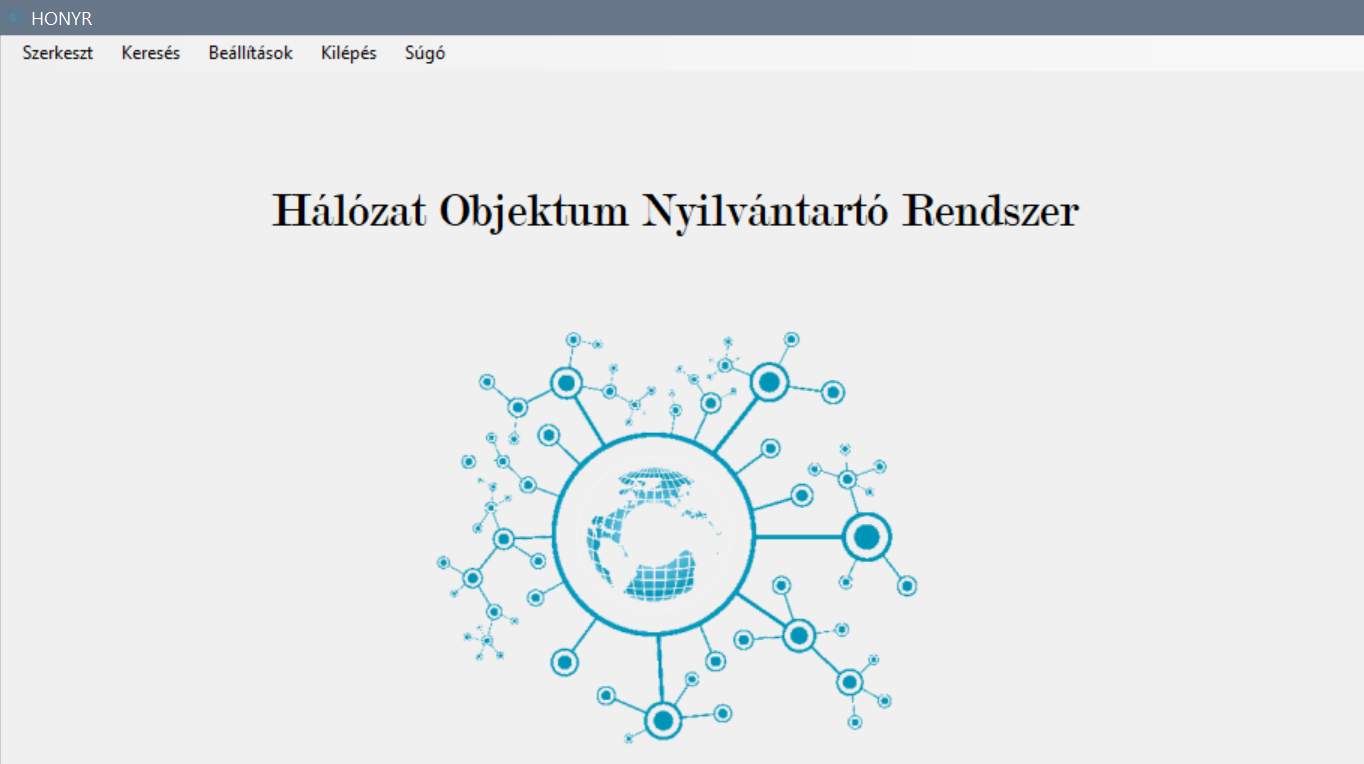 HONYR
Szerkeszt Keresés Beállítások Kilépés Súgó
Hálózat Objektum Nyilvántartó Rendszer